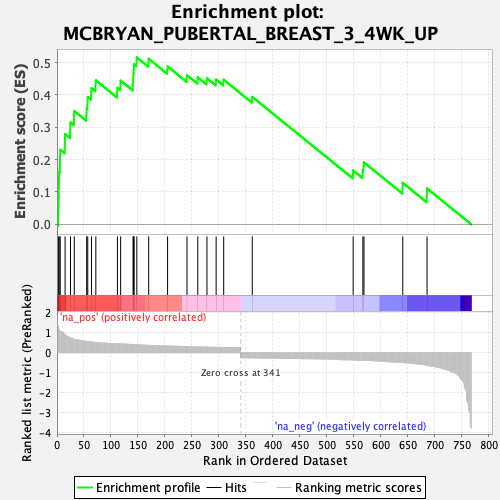 Enrichment plot:
MCBRYAN_PUBERTAL_BREAST_3_4WK_UP
Enrichment score (ES)
0.5
0.4
0.3
0.2
0.1
0.0
'na_pos' (positively correlated)
Ranked list metric (PreRanked)
2
1
0
-1
-2
-3
-4
Zero cross at 341
'na_neg' (negatively correlated)
0 50 100 150 200 250 300 350 400 450 500 550 600 650 700 750 800
Rank in Ordered Dataset
Enrichment profile Hits Ranking metric scores